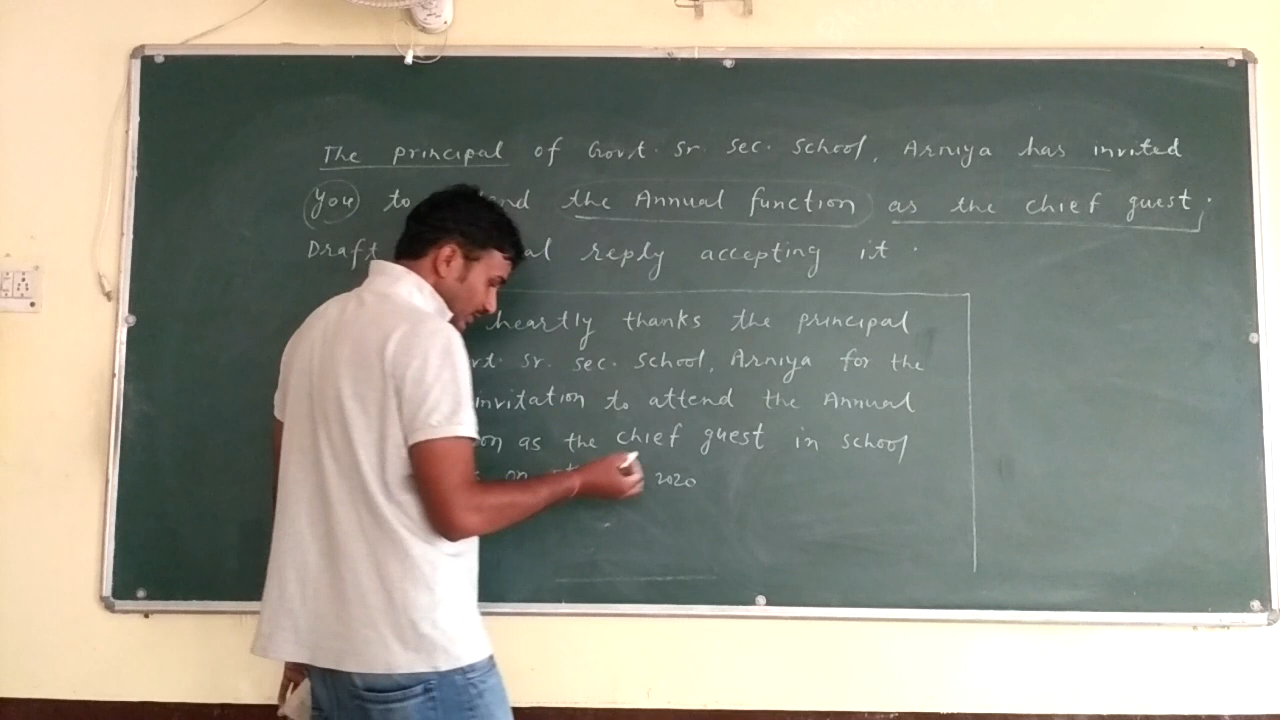 The principal of Govt. Sr. Sec. School, Arniya has invited
you to the Annual function as the chief guest.
Draft reply accepting it.
heartly thanks the principal
Sr. Sec. School, Arniya for the
invitation to attend the Annual
as the chief guest in school
on 2020